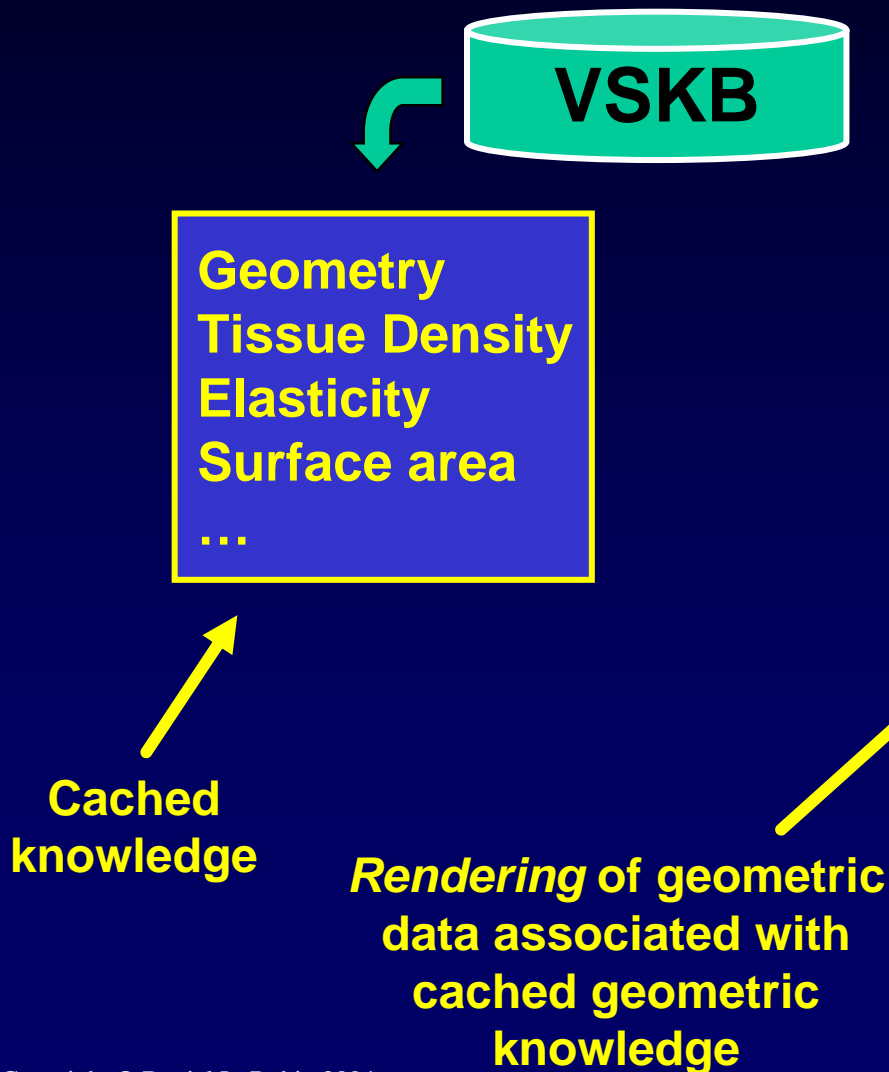 VSKB
Geometry
Tissue Density
Elasticity
Surface area
…
Cached
knowledge
Rendering of geometric
data associated with
cached geometric
knowledge